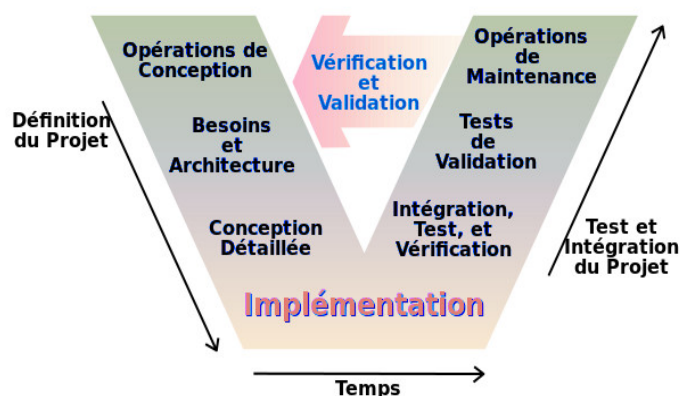 Opérations de
Conception
Vérification
et
Validation
Opérations
de
Maintenance
Définition
du Projet
Besoins
et
Architecture
Tests
de
Validation
Conception
Détaillée
Intégration,
Test, et
Vérification
Test et
Intégration
du Projet
Implémentation
Temps